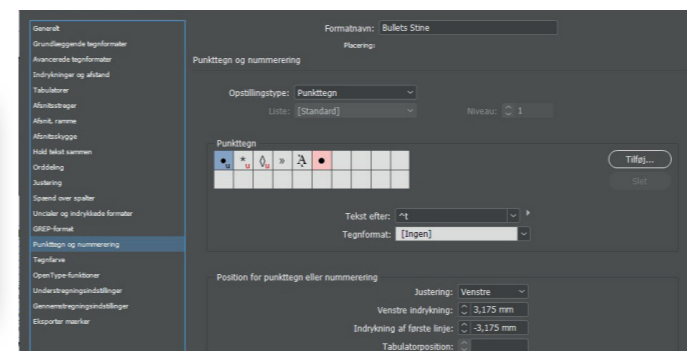 Generelt
Grundlæggende tegnformater
Avancerede tegnformater
Indrykninger og afstand
Tabulatorer
Afsnitsstreger
Afsnit, ramme
Afsnitsskygge
Hold tekst sammen
Orddeling
Justering
Spænd over spalter
Uncialer og indrykkede formater
GREP-format
Punkttegn og nummerering
Tegnfarve
OpenType-funktioner
Understregningsindstillinger
Gennemstregningsindstillinger
Eksporter mærker
Formatnavn: Bullets Stine
Placering:
Punkttegn og nummerering
Opstillingstype: Punkttegn
Liste: [Standard] Niveau: 1
Punkttegn
Tilføj...
Slet
Tekst efter: ^t
Tegnformat: [Ingen]
Position for punkttegn eller nummerering
Justering: Venstre
Venstre indrykning: 3,175 mm
Indrykning af første linje: -3,175 mm
Tabulatorposition: